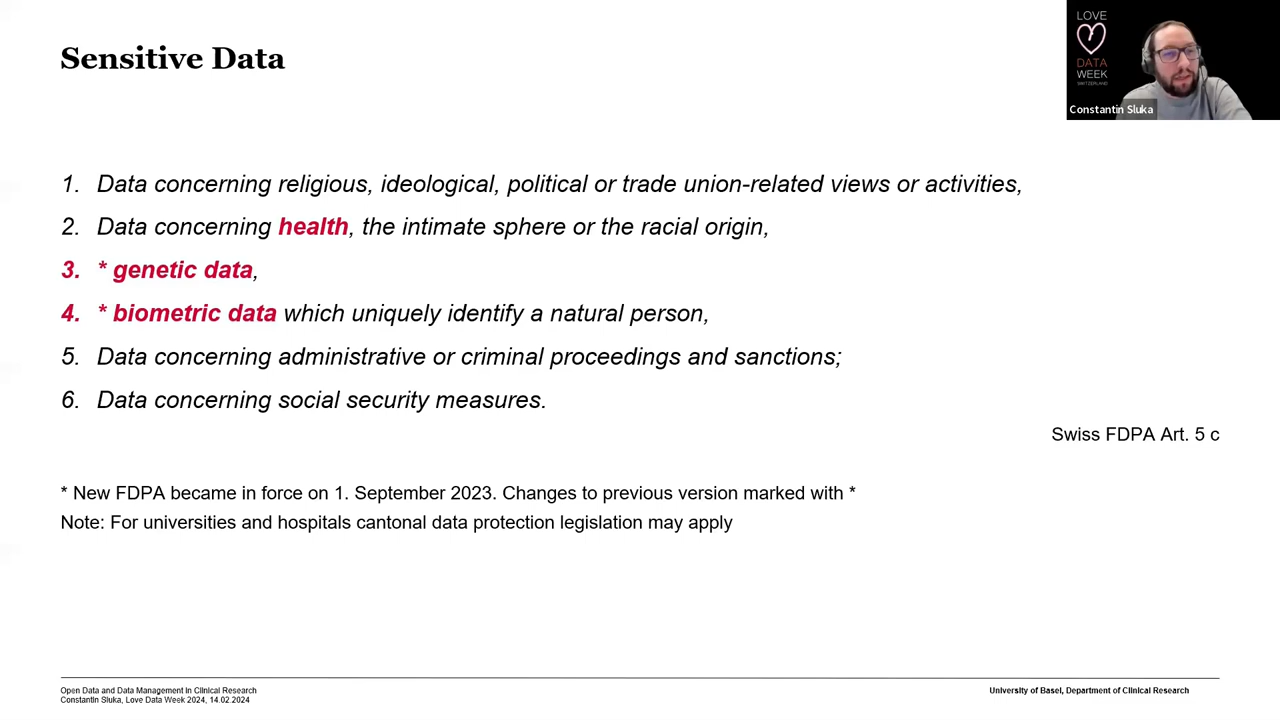 Sensitive Data
LOVE
DATA
WEEK
SWITZERLAND
Constantin Sluka
1. Data concerning religious, ideological, political or trade union-related views or activities,
2. Data concerning health, the intimate sphere or the racial origin,
3. * genetic data,
4. * biometric data which uniquely identify a natural person,
5. Data concerning administrative or criminal proceedings and sanctions;
6. Data concerning social security measures.
Swiss FDPA Art. 5 c
* New FDPA became in force on 1. September 2023. Changes to previous version marked with *
Note: For universities and hospitals cantonal data protection legislation may apply
Open Data and Data Management in Clinical Research
Constantin Sluka, Love Data Week 2024, 14.02.2024
University of Basel, Department of Clinical Research